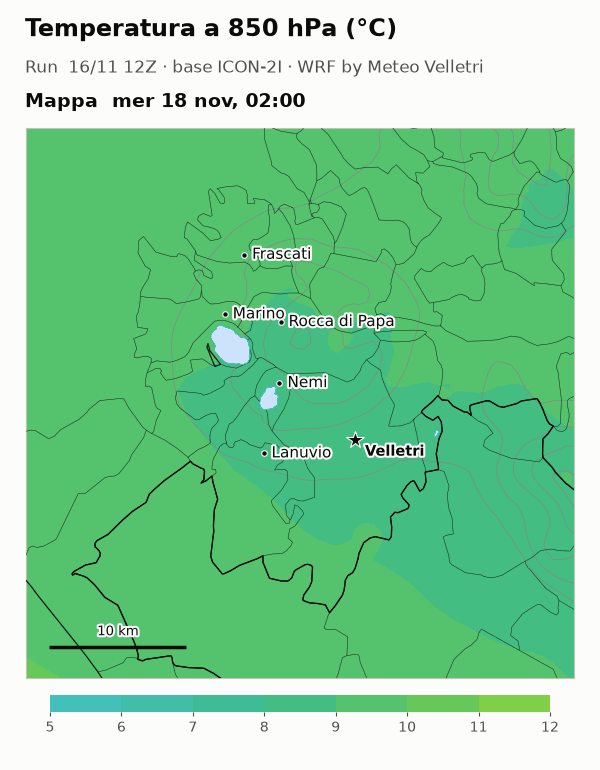 Temperatura a 850 hPa (°C)
Run  16/11 12Z · base ICON-2I · WRF by Meteo Velletri
Mappa  mer 18 nov, 02:00
Frascati
Marino
Rocca di Papa
Nemi
Velletri
Lanuvio
10 km
5 6 7 8 9 10 11 12